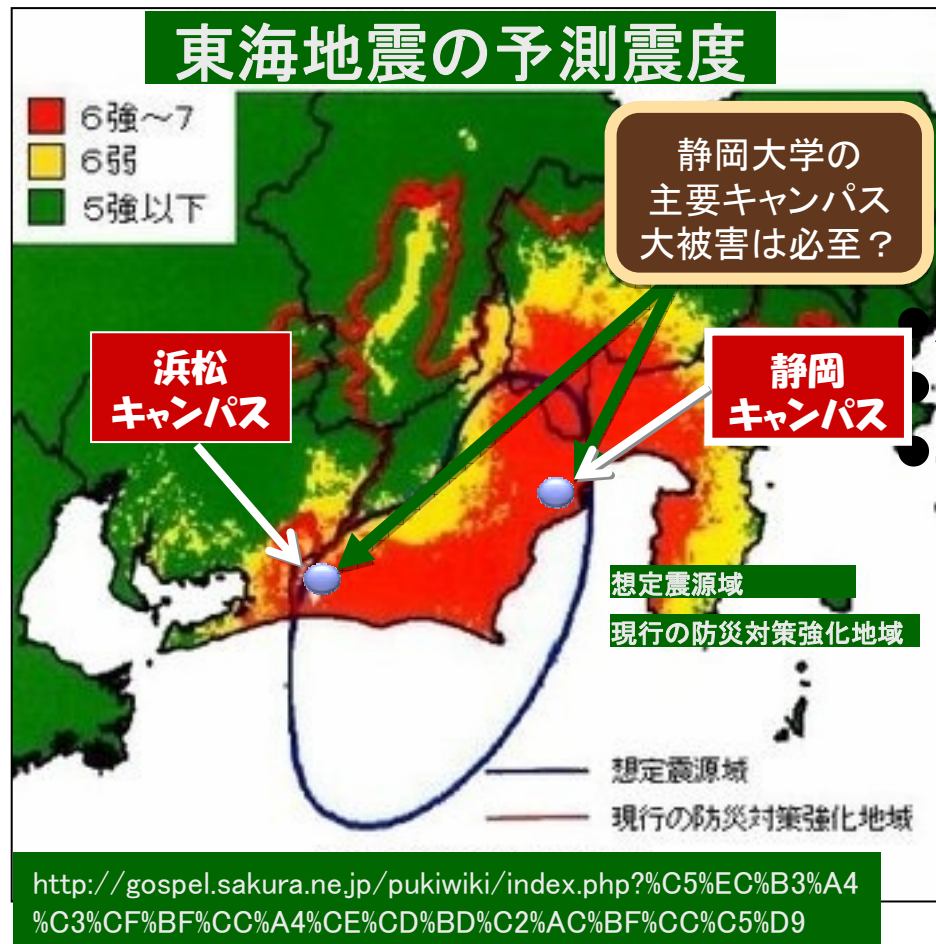 東海地震の予測震度
6強～7
6弱
5強以下
静岡大学の
主要キャンパス
大被害は必至？
浜松
キャンパス
静岡
キャンパス
想定震源域
現行の防災対策強化地域
想定震源域
現行の防災対策強化地域
http://gospel.sakura.ne.jp/pukiwiki/index.php?%C5%EC%B3%A4
%C3%CF%BF%CC%A4%CE%CD%BD%C2%AC%BF%CC%C5%D9